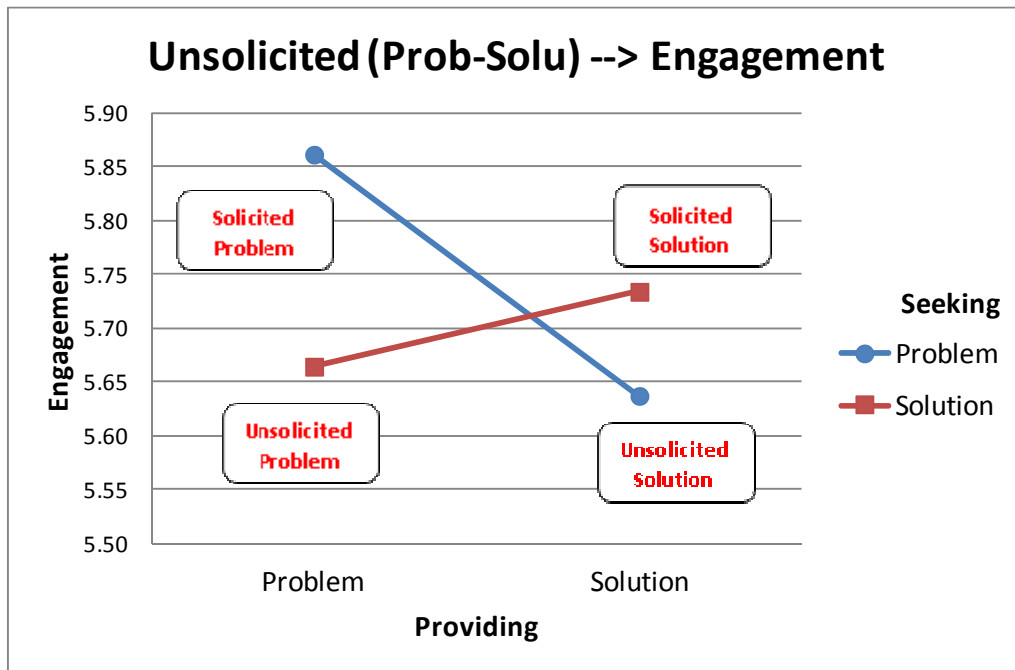 Unsolicited (Prob-Solu) --> Engagement
5.90
5.85
5.80
5.75
5.70
5.65
5.60
5.55
5.50
Engagement
Solicited
Problem
Solicited
Solution
Unsolicited
Problem
Unsolicited
Solution
Seeking
Problem
Solution
Problem
Solution
Providing